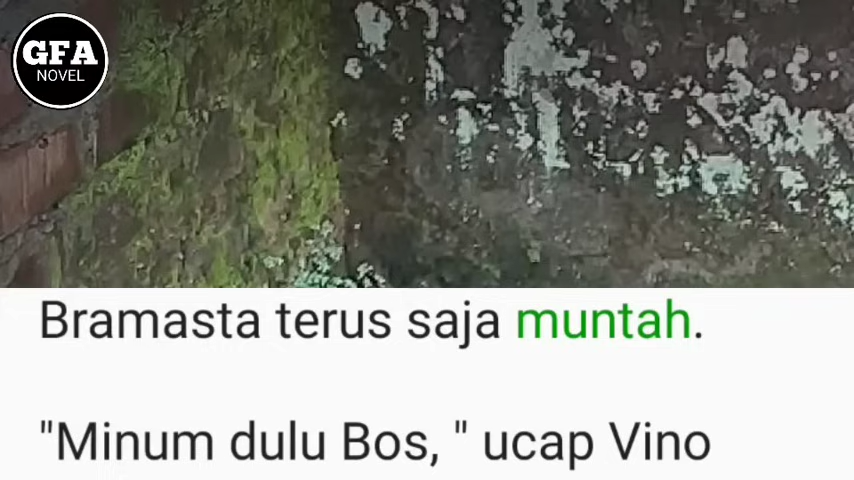 GFA
NOVEL
Bramasta terus saja muntah.
"Minum dulu Bos, " ucap Vino